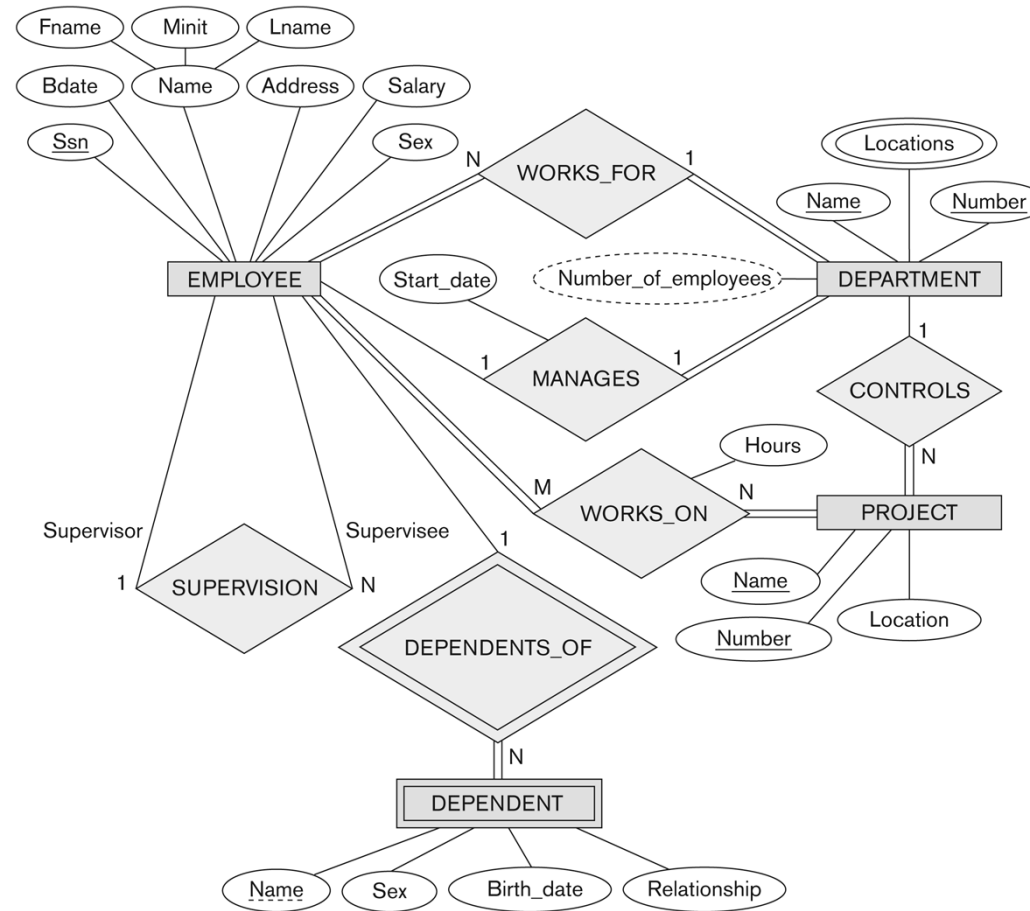 Fname
Minit
Lname
Bdate
Name
Address
Salary
Ssn
Sex
N
WORKS_FOR
1
Locations
Name
Number
EMPLOYEE
Start_date
Number_of_employees
DEPARTMENT
1
MANAGES
1
1
CONTROLS
N
Hours
M
WORKS_ON
N
PROJECT
Supervisor
Supervisee
1
1
SUPERVISION
N
Name
Number
Location
DEPENDENTS_OF
N
DEPENDENT
Name
Sex
Birth_date
Relationship